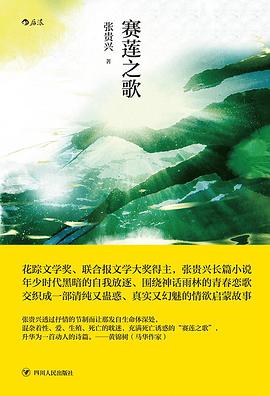 后浪
赛莲之歌
张贵兴 著
花踪文学奖、联合报文学大奖得主,张贵兴长篇小说
年少时代黑暗的自我放逐、围绕神话雨林的青春恋歌
交织成一部清纯又蛊惑、真实又幻魅的情欲启蒙故事
张贵兴透过抒情的节制而让那发自生命体深处,
混杂着性、爱、生殖、死亡的耽迷,充满死亡诱惑的“赛莲之歌”,
升华为一首动人的诗篇。——黄锦树(马华作家)
四川人民出版社